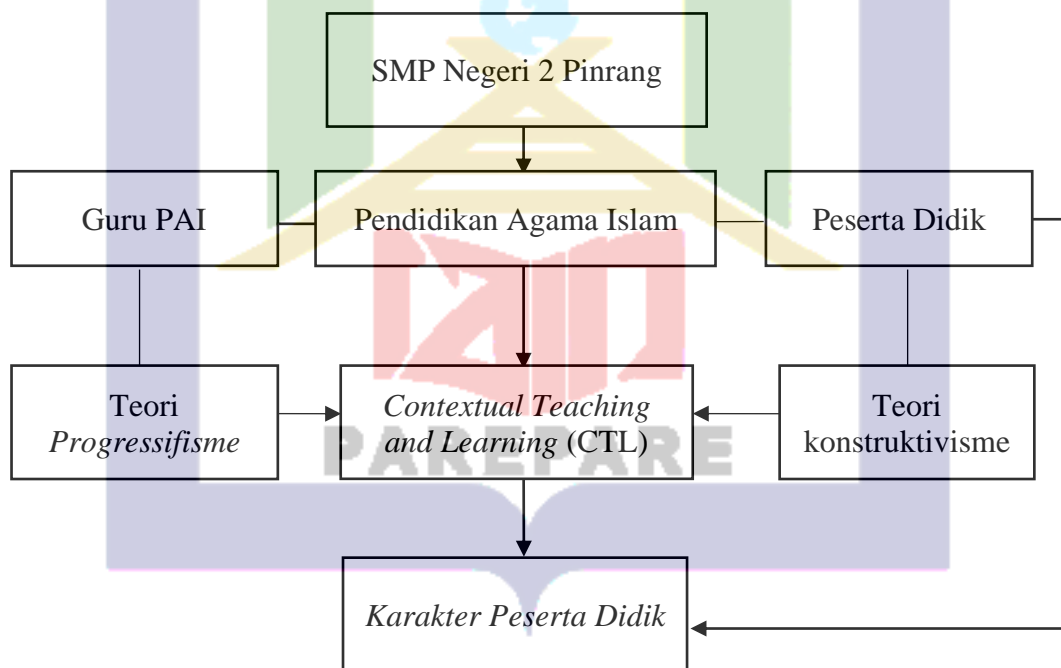 SMP Negeri 2 Pinrang
Guru PAI
Pendidikan Agama Islam
Peserta Didik
Teori
Progressifisme
Contextual Teaching
and Learning (CTL)
Teori
konstruktivisme
PAREPARE
Karakter Peserta Didik